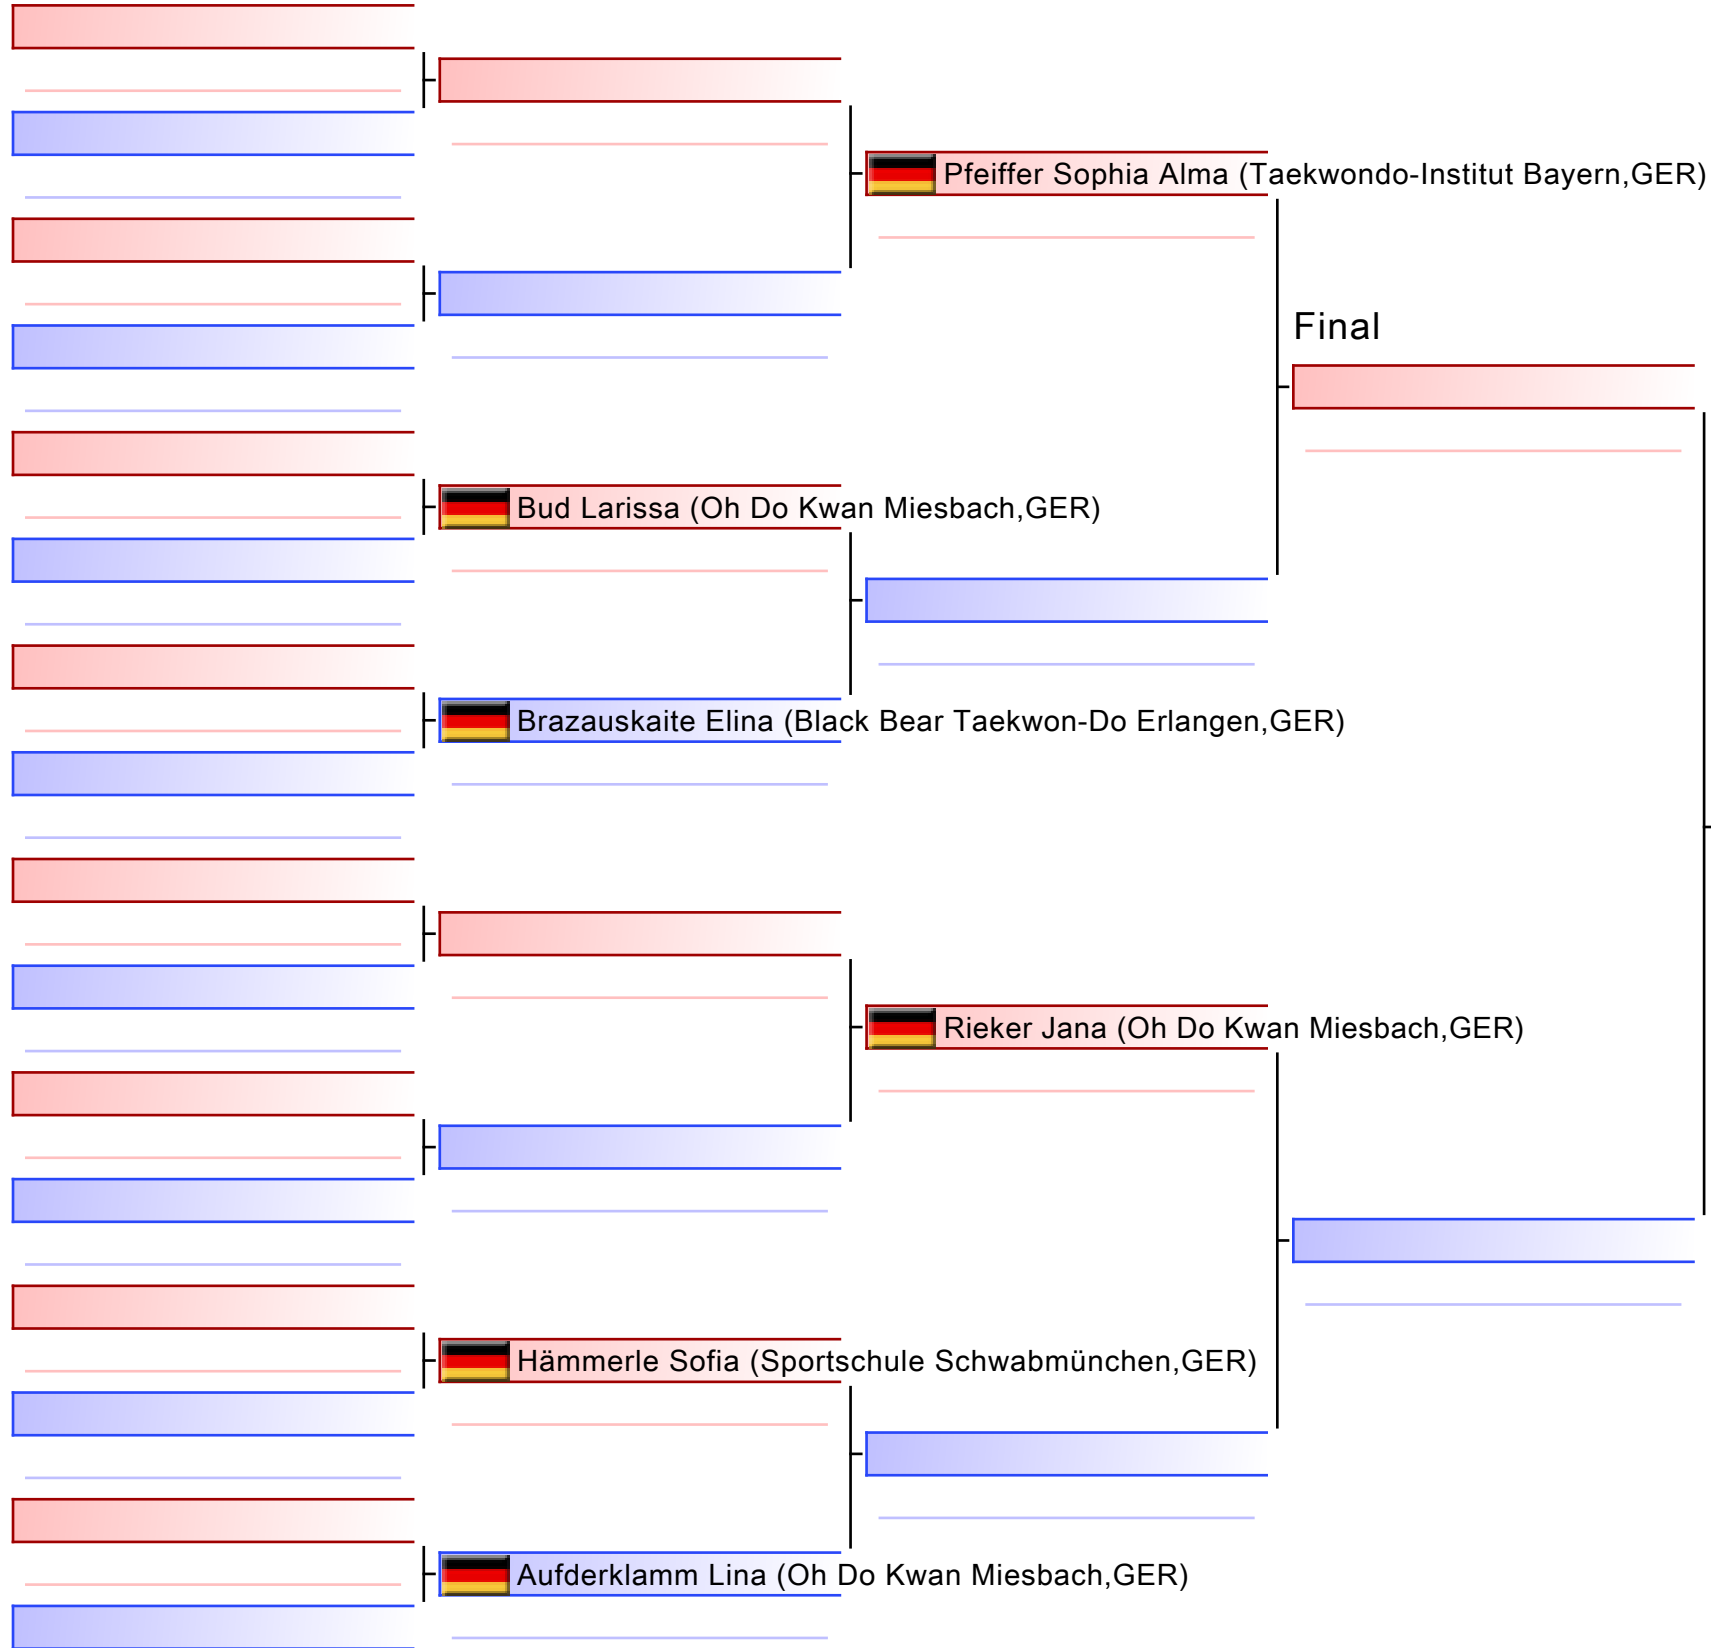 Pfeiffer Sophia Alma (Taekwondo-Institut Bayern,GER)
Final
Bud Larissa (Oh Do Kwan Miesbach,GER)
Brazauskaite Elina (Black Bear Taekwon-Do Erlangen,GER)
Rieker Jana (Oh Do Kwan Miesbach,GER)
Hämmerle Sofia (Sportschule Schwabmünchen,GER)
Aufderklamm Lina (Oh Do Kwan Miesbach,GER)